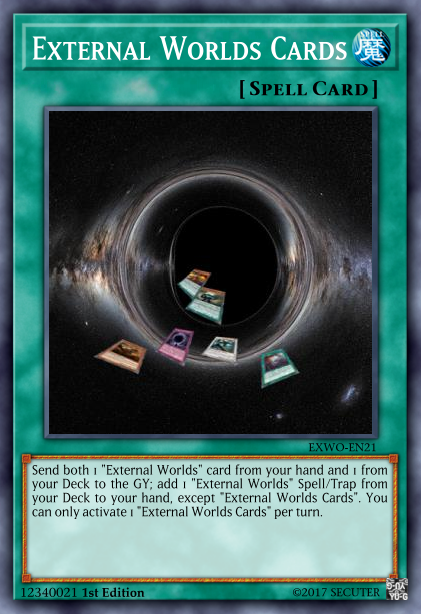 External Worlds Cards 魔
[Spell Card]
EXWO-EN21
Send both 1 "External Worlds" card from your hand and 1 from
your Deck to the GY; add 1 "External Worlds" Spell/Trap from
your Deck to your hand, except "External Worlds Cards". You
can only activate 1 "External Worlds Cards" per turn.
12340021 1st Edition ©2017 SECUTER